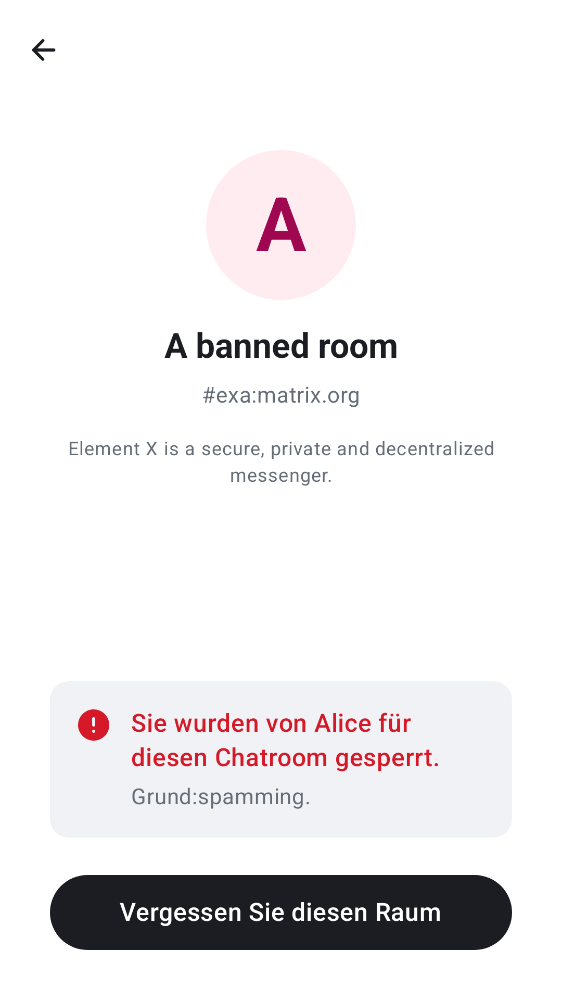 A
A banned room
#exa:matrix.org
Element X is a secure, private and decentralized
messenger.
Sie wurden von Alice für
diesen Chatroom gesperrt.
Grund:spamming.
Vergessen Sie diesen Raum